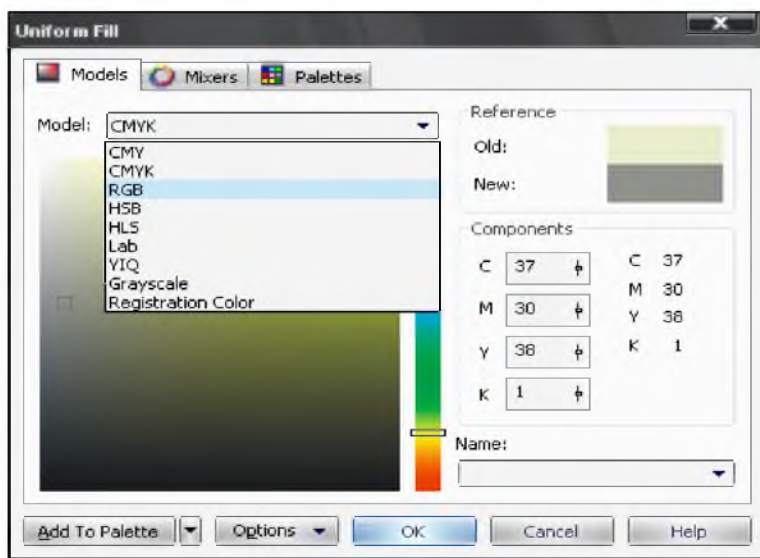 Uniform Fill
Models Mixers Palettes
Model: CMYK
CMY
CMYK
RGB
HSB
HLS
Lab
YIQ
Grayscale
Registration Color
Reference
Old:
New:
Components
C 37 C 37
M 30 M 30
Y 38 Y 38
K 1 K 1
Name:
Add To Palette Options OK Cancel Help